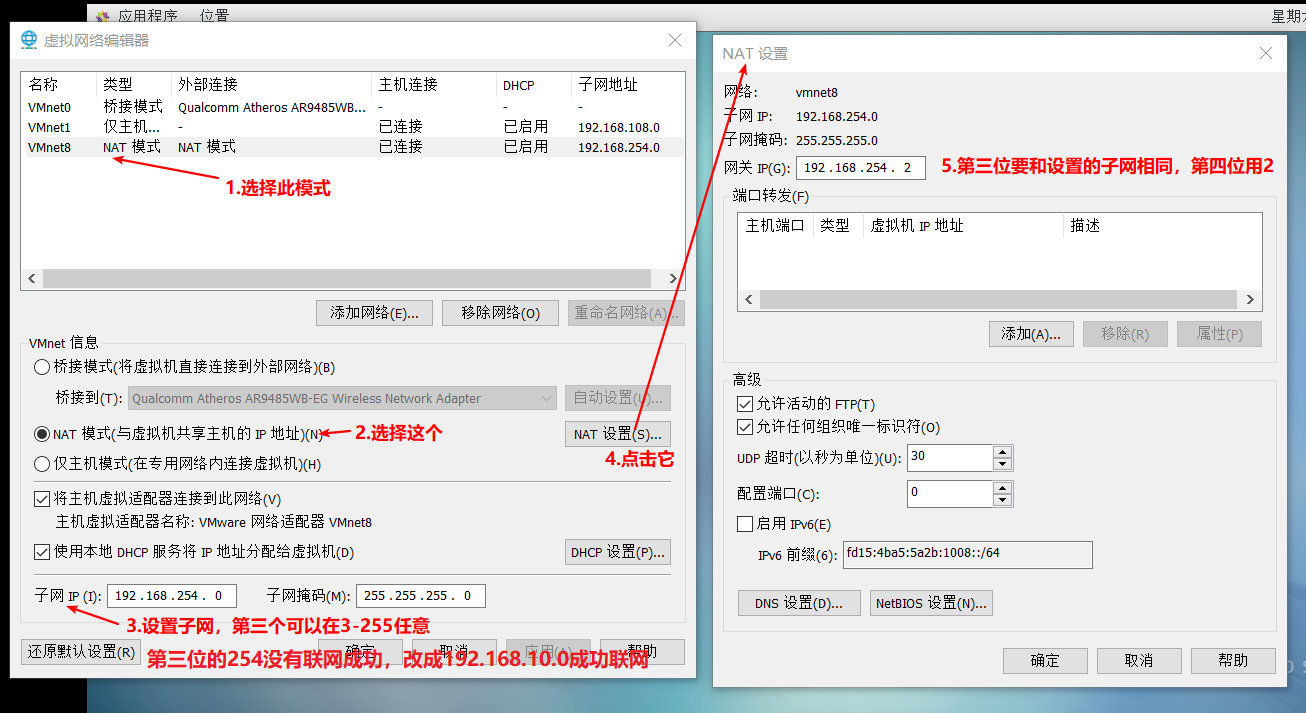 应用程序 位置
星期六
虚拟网络编辑器
名称 类型 外部连接 主机连接 DHCP 子网地址
VMnet0 桥接模式 Qualcomm Atheros AR9485WB... - - -
VMnet1 仅主机... - 已连接 已启用 192.168.108.0
VMnet8 NAT 模式 NAT 模式 已连接 已启用 192.168.254.0
1.选择此模式
添加网络(E)... 移除网络(O) 重命名网络(A)...
VMnet 信息
桥接模式(将虚拟机直接连接到外部网络)(B)
桥接到(T): Qualcomm Atheros AR9485WB-EG Wireless Network Adapter 自动设置(U)...
NAT 模式(与虚拟机共享主机的 IP 地址)(N) 2.选择这个 NAT 设置(S)...
4.点击它
仅主机模式(在专用网络内连接虚拟机)(H)
将主机虚拟适配器连接到此网络(V)
主机虚拟适配器名称: VMware 网络适配器 VMnet8
使用本地 DHCP 服务将 IP 地址分配给虚拟机(D) DHCP 设置(P)...
子网 IP (I): 192.168.254. 0 子网掩码(M): 255.255.255. 0
3.设置子网，第三个可以在3-255任意
还原默认设置(R) 确定 取消 应用(A) 帮助
第三位的254没有联网成功，改成192.168.10.0成功联网
NAT 设置
网络: vmnet8
子网 IP: 192.168.254.0
子网掩码: 255.255.255.0
网关 IP(G): 192.168.254. 2 5.第三位要和设置的子网相同，第四位用2
端口转发(F)
主机端口 类型 虚拟机 IP 地址 描述
添加(A)... 移除(R) 属性(P)
高级
允许活动的 FTP(T)
允许任何组织唯一标识符(O)
UDP 超时(以秒为单位)(U): 30
配置端口(C): 0
启用 IPv6(E)
IPv6 前缀(6): fd15:4ba5:5a2b:1008::/64
DNS 设置(D)... NetBIOS 设置(N)...
确定 取消 帮助